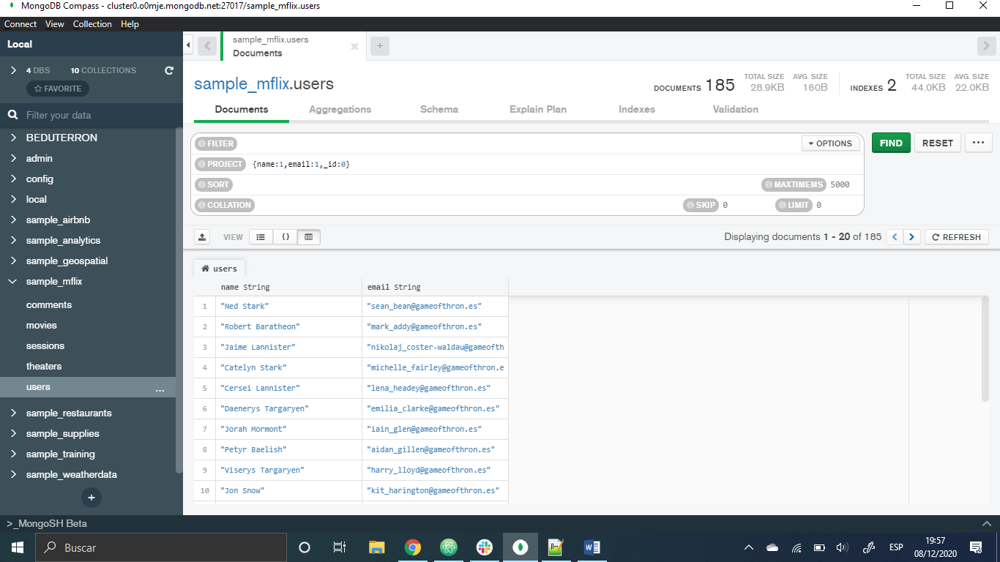 MongoDB Compass - cluster0.o0mje.mongodb.net:27017/sample_mflix.users
Connect View Collection Help
Local
4 DBS 10 COLLECTIONS
FAVORITE
Filter your data
BEDUTERRON
admin
config
local
sample_airbnb
sample_analytics
sample_geospatial
sample_mflix
comments
movies
sessions
theaters
users ...
sample_restaurants
sample_supplies
sample_training
sample_weatherdata
+
sample_mflix.users
Documents
+
sample_mflix.users
DOCUMENTS 185 TOTAL SIZE 28.9KB AVG. SIZE 160B INDEXES 2 TOTAL SIZE 44.0KB AVG. SIZE 22.0KB
Documents Aggregations Schema Explain Plan Indexes Validation
FILTER OPTIONS FIND RESET ...
PROJECT {name:1,email:1,_id:0}
SORT MAXTIMEMS 5000
COLLATION SKIP 0 LIMIT 0
VIEW {} Displaying documents 1 - 20 of 185 < > REFRESH
users
name String email String
1 "Ned Stark" "sean_bean@gameofthron.es"
2 "Robert Baratheon" "mark_addy@gameofthron.es"
3 "Jaime Lannister" "nikolaj_coster-waldau@gameofth
4 "Catelyn Stark" "michelle_fairley@gameofthron.e
5 "Cersei Lannister" "lena_headey@gameofthron.es"
6 "Daenerys Targaryen" "emilia_clarke@gameofthron.es"
7 "Jorah Mormont" "iain_glen@gameofthron.es"
8 "Petyr Baelish" "aidan_gillen@gameofthron.es"
9 "Viserys Targaryen" "harry_lloyd@gameofthron.es"
10 "Jon Snow" "kit_harington@gameofthron.es"
>_MongoSH Beta
Buscar
ESP
19:57
08/12/2020